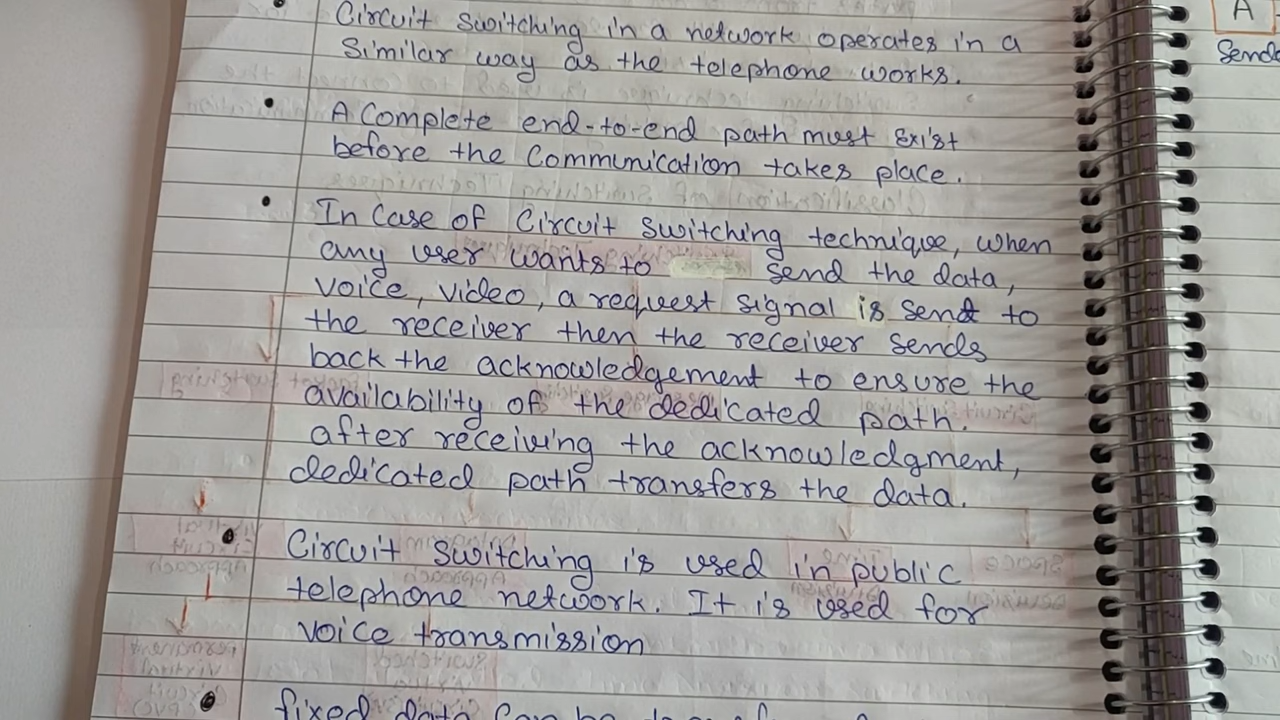 Circuit Switching in a network operates in a
Similar way as the telephone works.
A Complete end-to-end path must Exist
before the Communication takes place.
In Case of Circuit Switching technique, when
any user wants to send the data,
voice, video, a request signal is send to
the receiver then the receiver sends
back the acknowledgement to ensure the
availability of the dedicated path.
after receiving the acknowledgment,
dedicated path transfers the data.
Circuit switching is used in public
telephone network. It is used for
voice transmission
fixed data Can be
A